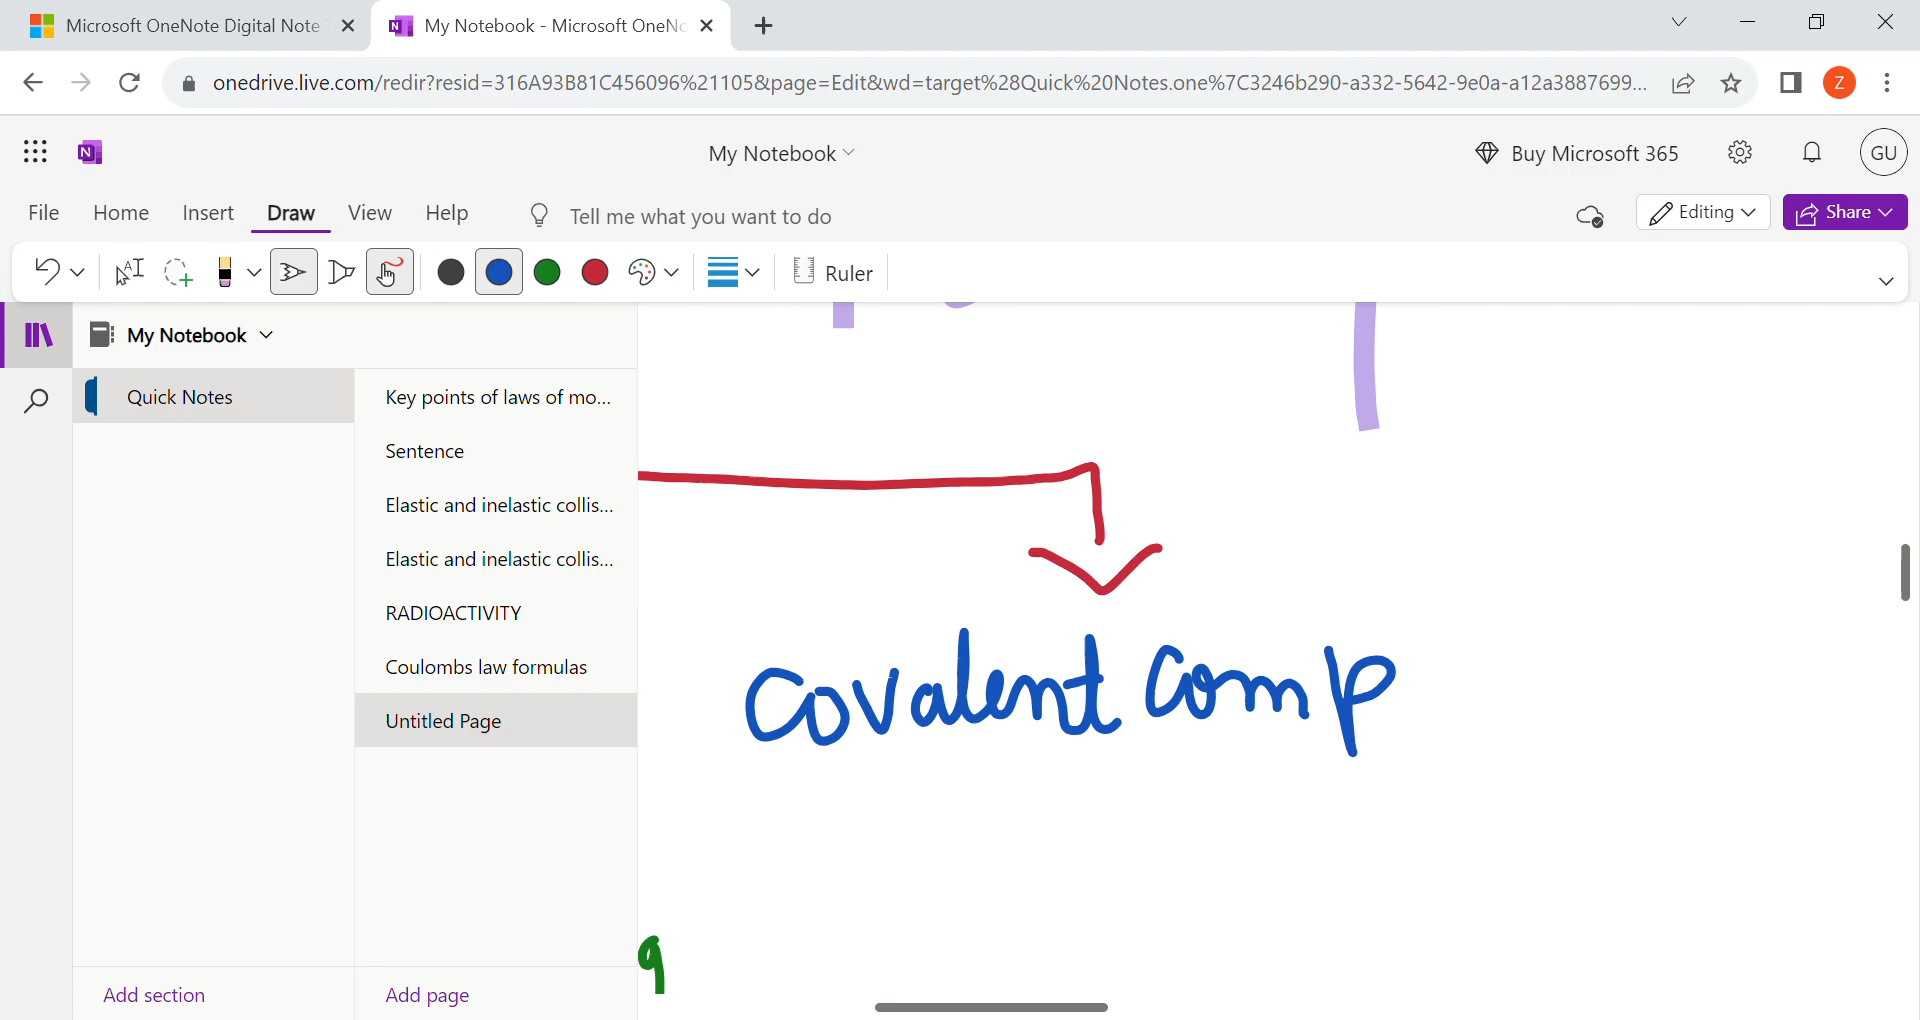 Microsoft OneNote Digital Note
My Notebook - Microsoft OneNo
onedrive.live.com/redir?resid=316A93B81C456096%21105&page=Edit&wd=target%28Quick%20Notes.one%7C3246b290-a332-5642-9e0a-a12a3887699...
Z
My Notebook
Buy Microsoft 365
GU
File Home Insert Draw View Help
Tell me what you want to do
Editing
Share
Ruler
My Notebook
Quick Notes
Key points of laws of mo...
Sentence
Elastic and inelastic collis...
Elastic and inelastic collis...
RADIOACTIVITY
Coulombs law formulas
Untitled Page
covalent comp
Add section
Add page